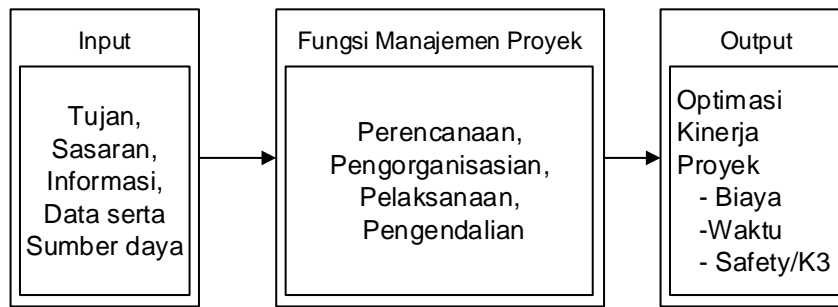 Input
Tujan,
Sasaran,
Informasi,
Data serta
Sumber daya
Fungsi Manajemen Proyek
Perencanaan,
Pengorganisasian,
Pelaksanaan,
Pengendalian
Output
Optimasi
Kinerja
Proyek
- Biaya
-Waktu
- Safety/K3